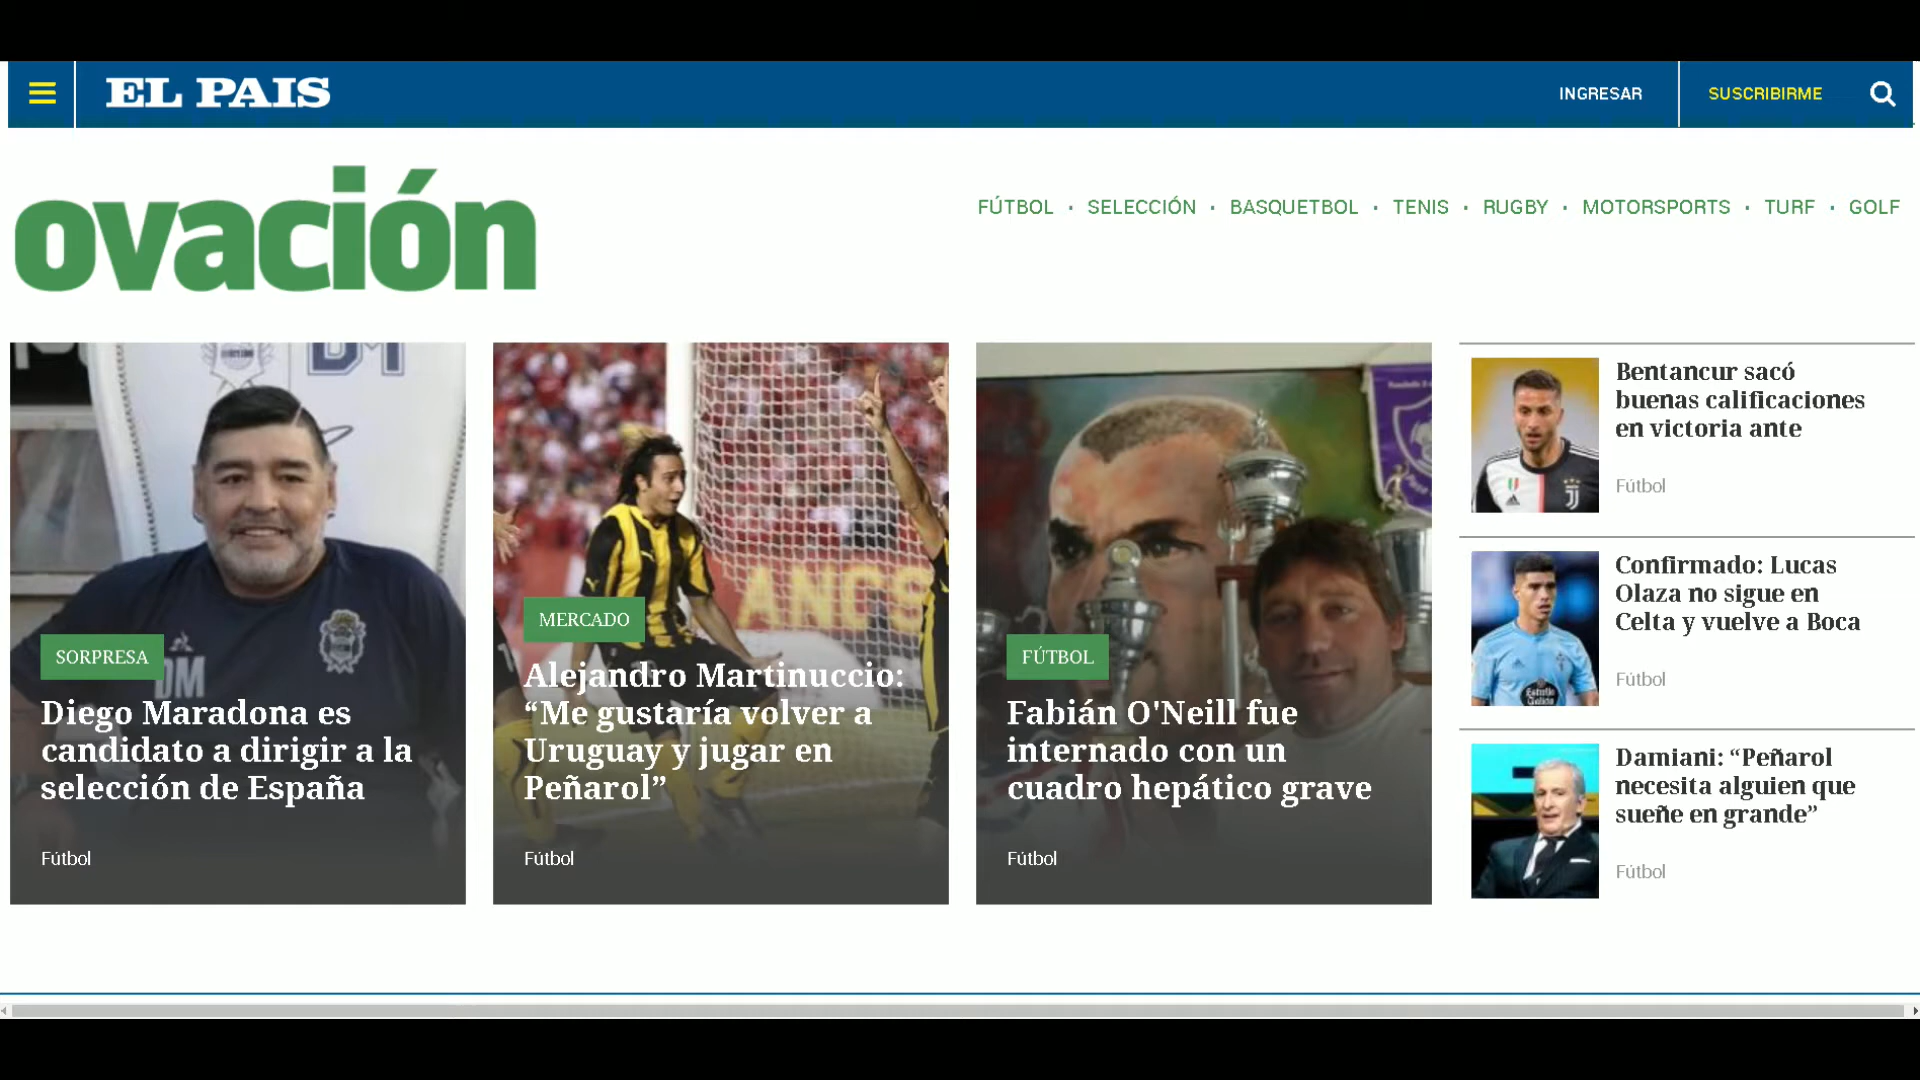 EL PAIS
INGRESAR
SUSCRIBIRME
ovación
FÚTBOL · SELECCIÓN · BASQUETBOL · TENIS · RUGBY · MOTORSPORTS · TURF · GOLF
DM
SORPRESA
Diego Maradona es
candidato a dirigir a la
selección de España
Fútbol
MERCADO
Alejandro Martinuccio:
“Me gustaría volver a
Uruguay y jugar en
Peñarol”
Fútbol
FÚTBOL
Fabián O'Neill fue
internado con un
cuadro hepático grave
Fútbol
Bentancur sacó
buenas calificaciones
en victoria ante
Fútbol
Confirmado: Lucas
Olaza no sigue en
Celta y vuelve a Boca
Fútbol
Estrella
Galicia
Damiani: “Peñarol
necesita alguien que
sueñe en grande”
Fútbol